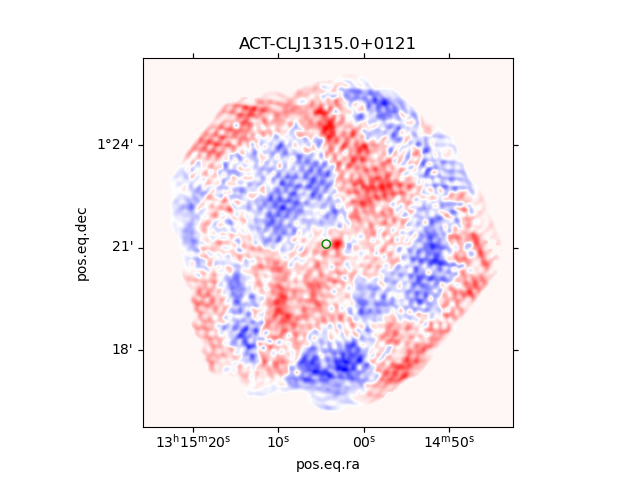 ACT-CLJ1315.0+0121
1°24'
21'
18'
pos.eq.dec
13ʰ15ᵐ20ˢ 10ˢ 00ˢ 14ᵐ50ˢ
pos.eq.ra